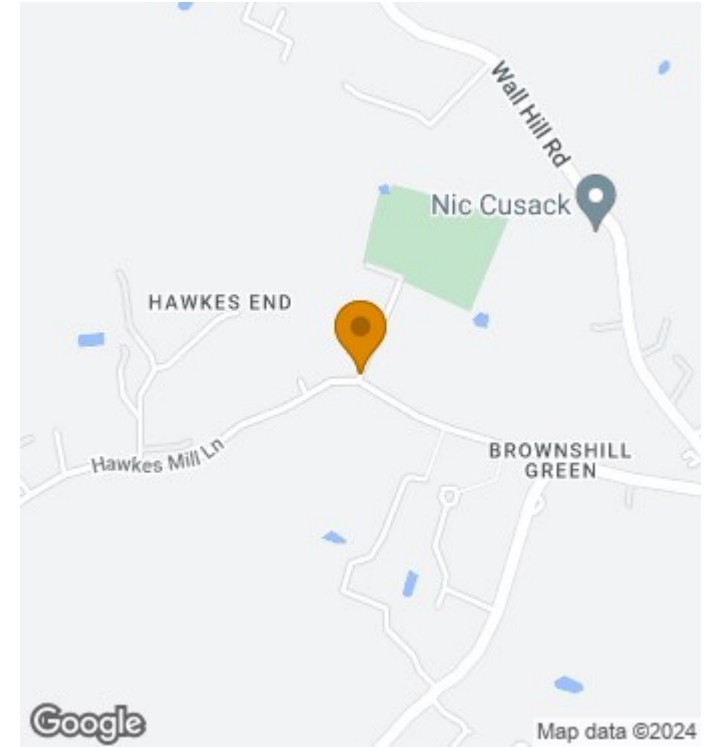 Wall Hill Rd
Nic Cusack
HAWKES END
Hawkes Mill Ln
BROWNSHILL
GREEN
Google
Map data ©2024